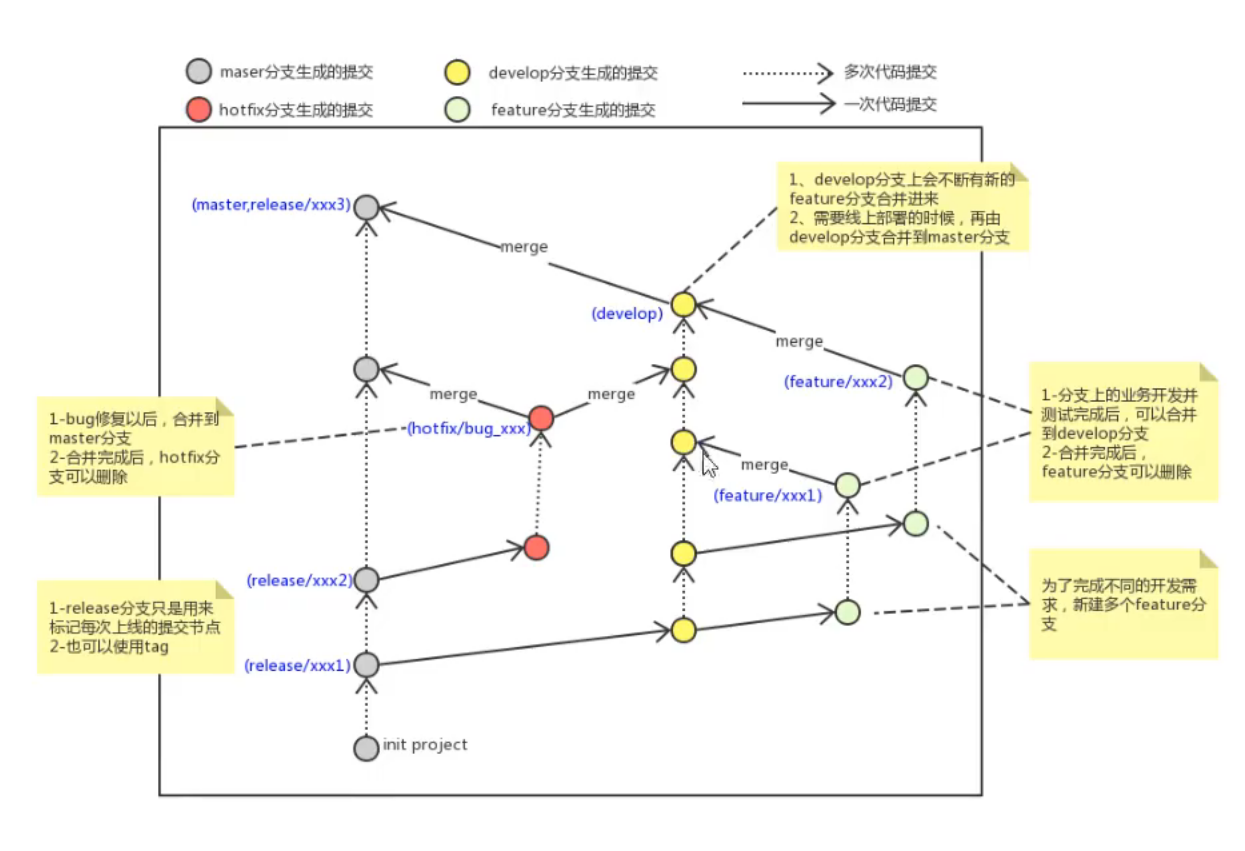 maser分支生成的提交
develop分支生成的提交
多次代码提交
hotfix分支生成的提交
feature分支生成的提交
一次代码提交
1、develop分支上会不断有新的
feature分支合并进来
2、需要线上部署的时候，再由
develop分支合并到master分支
(master,release/xxx3)
merge
(develop)
merge
(feature/xxx2)
merge
merge
1-分支上的业务开发并
测试完成后，可以合并
到develop分支
2-合并完成后，
feature分支可以删除
1-bug修复以后，合并到
master分支
2-合并完成后，hotfix分
支可以删除
(hotfix/bug_xxx)
merge
(feature/xxx1)
(release/xxx2)
为了完成不同的开发需
求，新建多个feature分
支
1-release分支只是用来
标记每次上线的提交节点
2-也可以使用tag
(release/xxx1)
init project